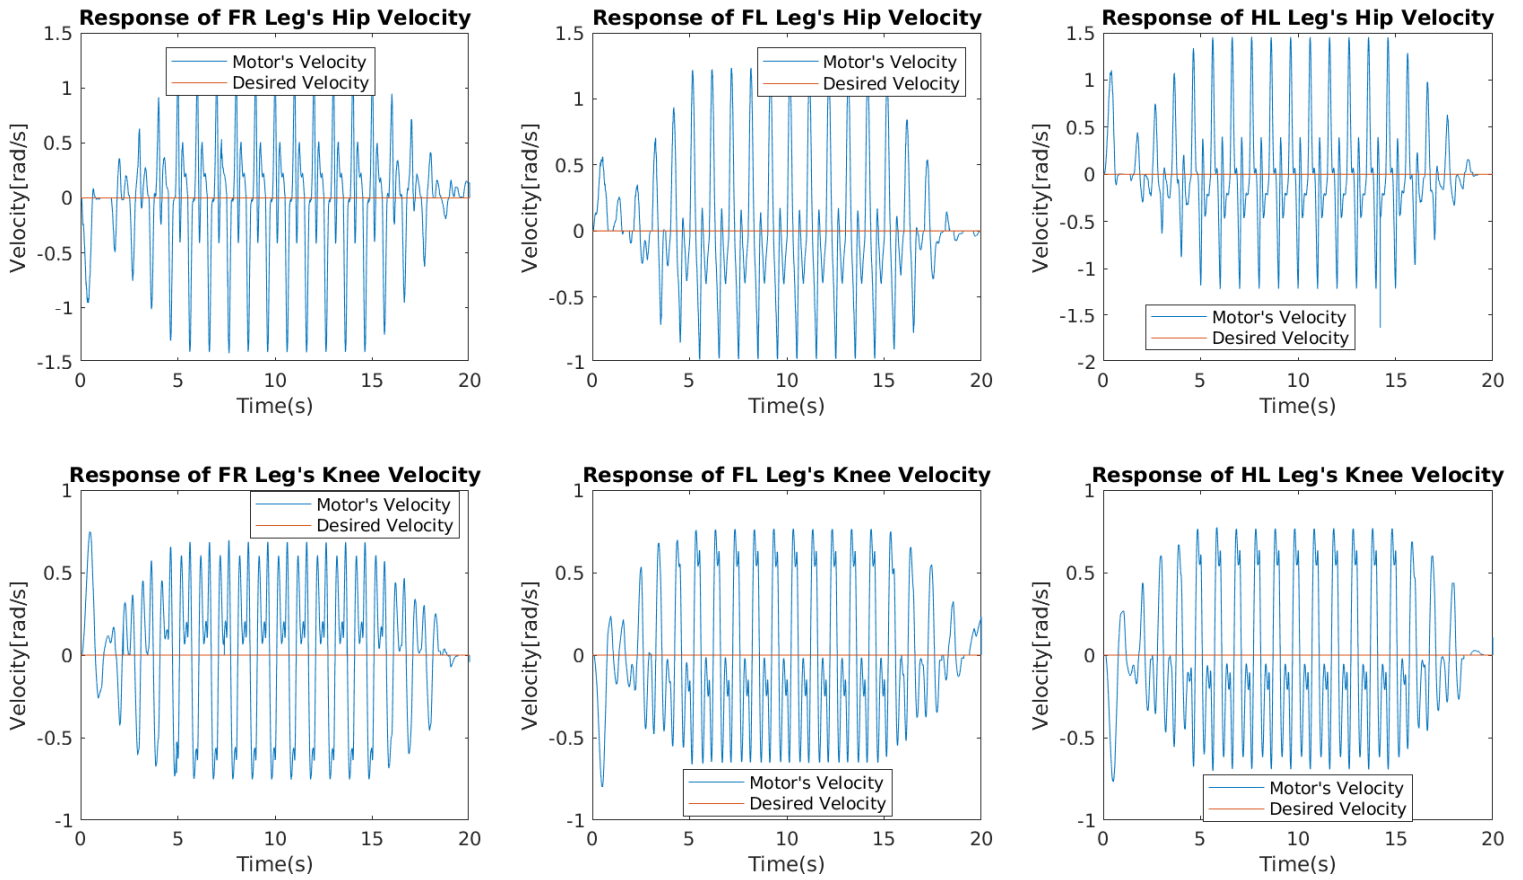 Response of FR Leg's Hip Velocity
1.5
1
0.5
0
-0.5
-1
-1.5
Velocity[rad/s]
Motor's Velocity
Desired Velocity
0 5 10 15 20
Time(s)
Response of FL Leg's Hip Velocity
1.5
1
0.5
0
-0.5
-1
Velocity[rad/s]
Motor's Velocity
Desired Velocity
0 5 10 15 20
Time(s)
Response of HL Leg's Hip Velocity
1.5
1
0.5
0
-0.5
-1
-1.5
-2
Velocity[rad/s]
Motor's Velocity
Desired Velocity
0 5 10 15 20
Time(s)
Response of FR Leg's Knee Velocity
1
0.5
0
-0.5
-1
Velocity[rad/s]
Motor's Velocity
Desired Velocity
0 5 10 15 20
Time(s)
Response of FL Leg's Knee Velocity
1
0.5
0
-0.5
-1
Velocity[rad/s]
Motor's Velocity
Desired Velocity
0 5 10 15 20
Time(s)
Response of HL Leg's Knee Velocity
1
0.5
0
-0.5
-1
Velocity[rad/s]
Motor's Velocity
Desired Velocity
0 5 10 15 20
Time(s)